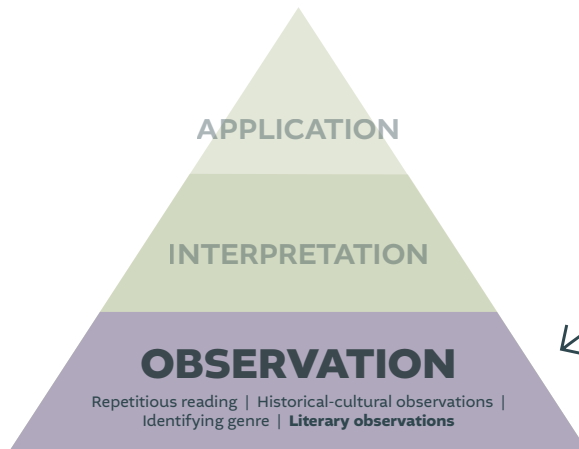 APPLICATION
INTERPRETATION
OBSERVATION
Repetitious reading | Historical-cultural observations |
Identifying genre | Literary observations